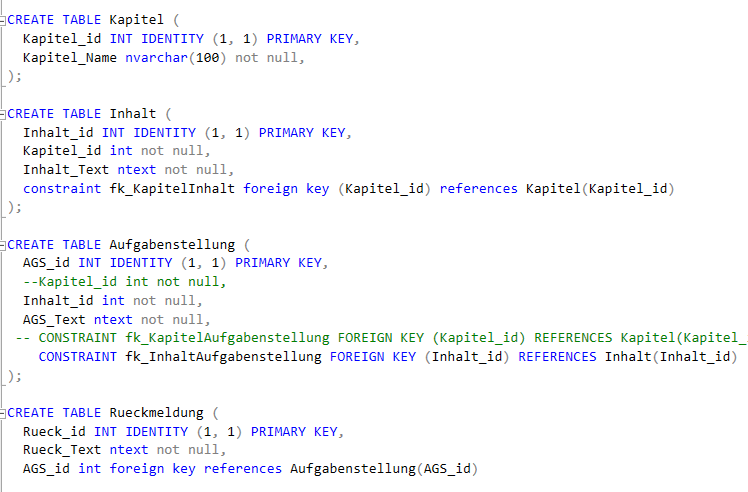 CREATE TABLE Kapitel (
Kapitel_id INT IDENTITY (1, 1) PRIMARY KEY,
Kapitel_Name nvarchar(100) not null,
);
CREATE TABLE Inhalt (
Inhalt_id INT IDENTITY (1, 1) PRIMARY KEY,
Kapitel_id int not null,
Inhalt_Text ntext not null,
constraint fk_KapitelInhalt foreign key (Kapitel_id) references Kapitel(Kapitel_id)
);
CREATE TABLE Aufgabenstellung (
AGS_id INT IDENTITY (1, 1) PRIMARY KEY,
--Kapitel_id int not null,
Inhalt_id int not null,
AGS_Text ntext not null,
-- CONSTRAINT fk_KapitelAufgabenstellung FOREIGN KEY (Kapitel_id) REFERENCES Kapitel(Kapitel_
CONSTRAINT fk_InhaltAufgabenstellung FOREIGN KEY (Inhalt_id) REFERENCES Inhalt(Inhalt_id)
);
CREATE TABLE Rueckmeldung (
Rueck_id INT IDENTITY (1, 1) PRIMARY KEY,
Rueck_Text ntext not null,
AGS_id int foreign key references Aufgabenstellung(AGS_id)